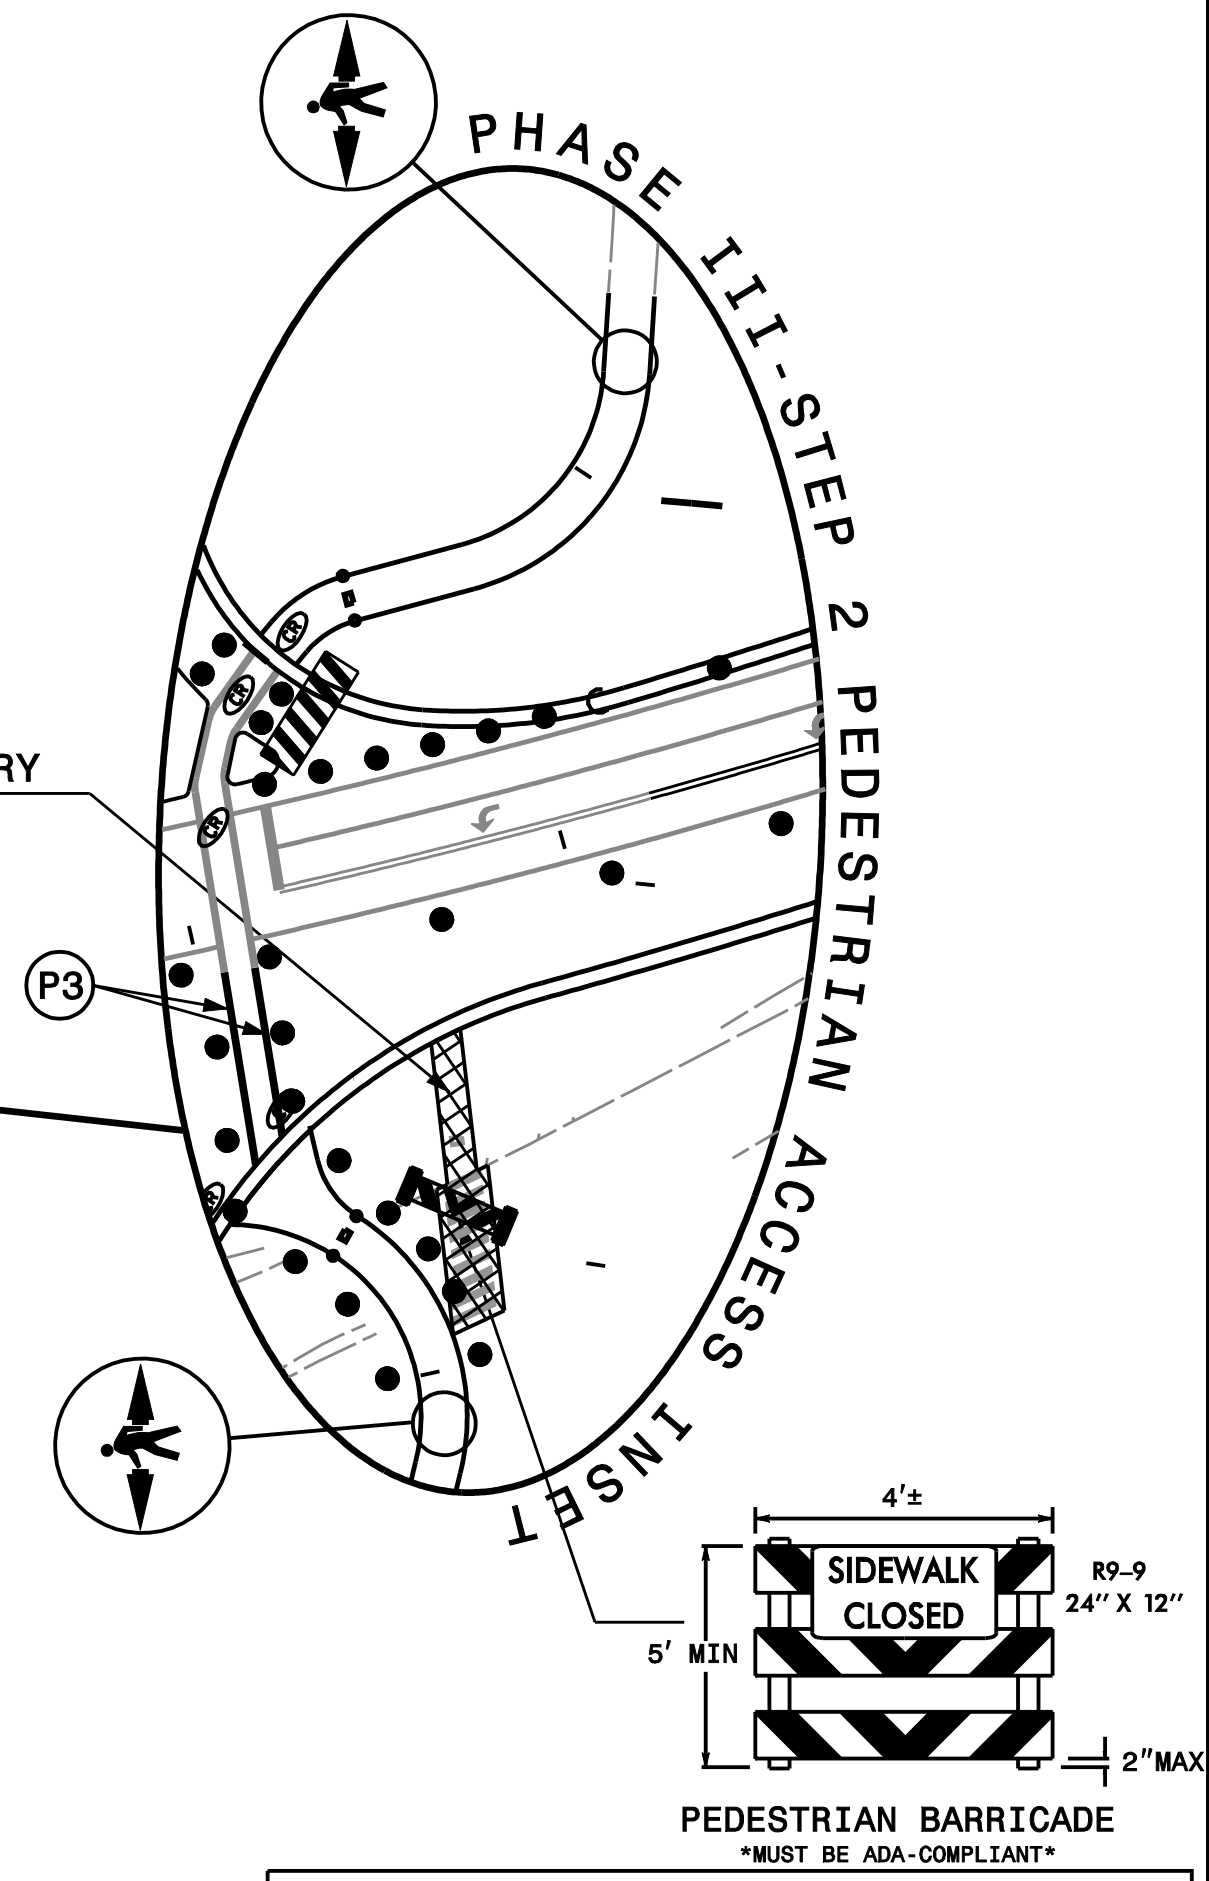 PHASE III-STEP 2 PEDESTRIAN ACCESS INSET
CR
CR
RY
CR
P3
CR
4'±
SIDEWALK
CLOSED
R9-9
24" X 12"
5' MIN
2"MAX
PEDESTRIAN BARRICADE
*MUST BE ADA-COMPLIANT*